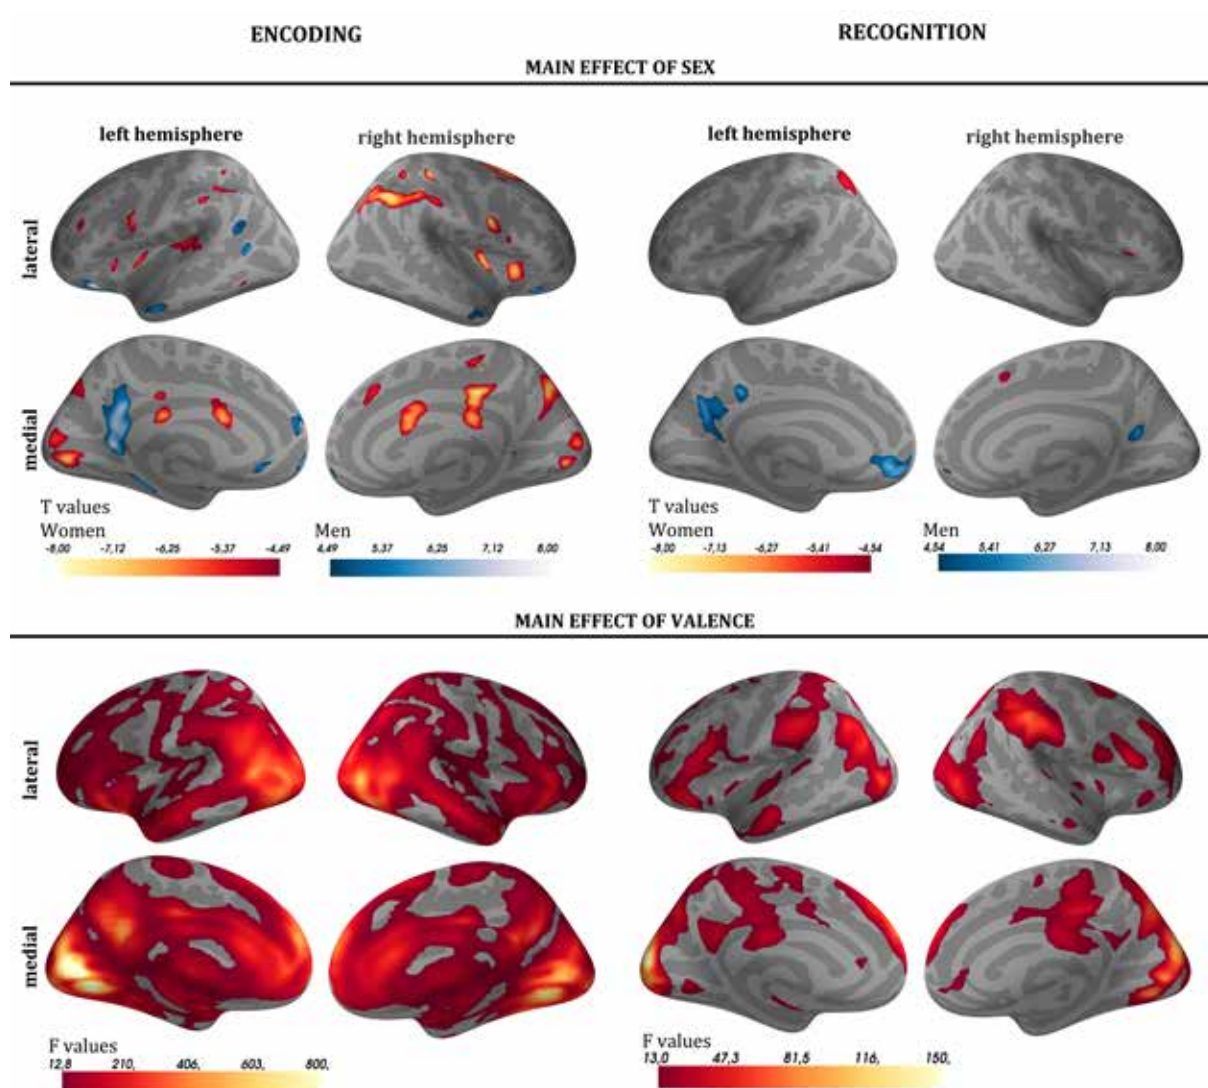 ENCODING RECOGNITION
MAIN EFFECT OF SEX
left hemisphere right hemisphere left hemisphere right hemisphere
lateral
medial
T values T values
Women Men Women Men
-8,00 -7,12 -6,25 -5,37 -4,49 4,49 5,37 6,25 7,12 8,00 -8,00 -7,13 -6,27 -5,41 -4,54 4,54 5,41 6,27 7,13 8,00
MAIN EFFECT OF VALENCE
lateral
medial
F values F values
12,8 210, 406, 603, 800, 13,0 47,3 81,5 116, 150,